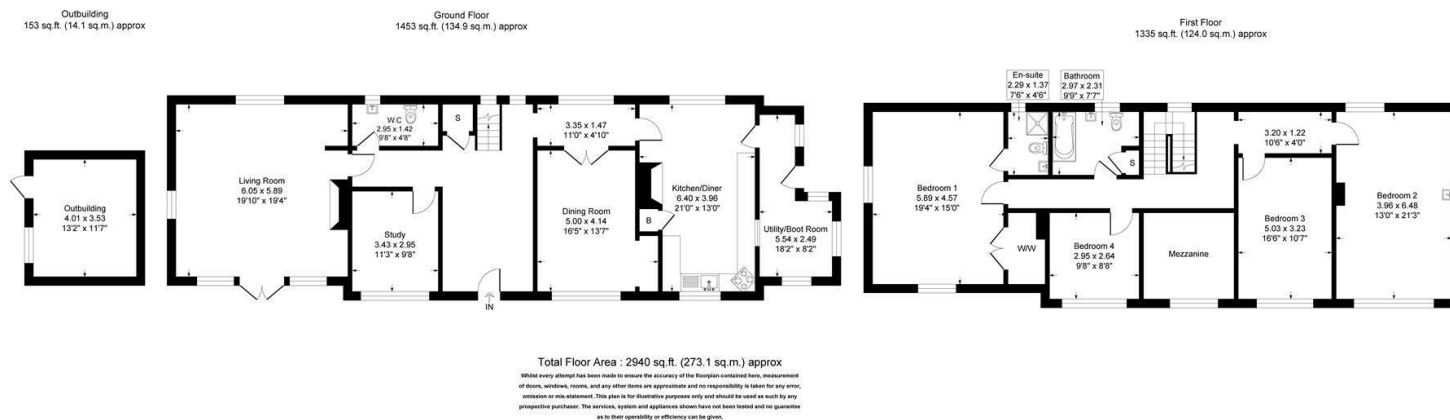 Outbuilding
153 sq.ft. (14.1 sq.m.) approx
Ground Floor
1453 sq.ft. (134.9 sq.m.) approx
First Floor
1335 sq.ft. (124.0 sq.m.) approx
Outbuilding
4.01 x 3.53
13'2" x 11'7"
Living Room
6.05 x 5.89
19'10" x 19'4"
W.C
2.95 x 1.42
9'8" x 4'8"
S
Study
3.43 x 2.95
11'3" x 9'8"
IN
3.35 x 1.47
11'0" x 4'10"
Dining Room
5.00 x 4.14
16'5" x 13'7"
Kitchen/Diner
6.40 x 3.96
21'0" x 13'0"
B
Utility/Boot Room
5.54 x 2.49
18'2" x 8'2"
En-suite
2.29 x 1.37
7'6" x 4'6"
Bathroom
2.97 x 2.31
9'9" x 7'7"
S
Bedroom 1
5.89 x 4.57
19'4" x 15'0"
W/W
Bedroom 4
2.95 x 2.64
9'8" x 8'8"
Mezzanine
3.20 x 1.22
10'6" x 4'0"
Bedroom 3
5.03 x 3.23
16'6" x 10'7"
Bedroom 2
3.96 x 6.48
13'0" x 21'3"
Total Floor Area : 2940 sq.ft. (273.1 sq.m.) approx
Whilst every attempt has been made to ensure the accuracy of the floorplan contained here, measurement
of doors, windows, rooms, and any other items are approximate and no responsibility is taken for any error,
omission or mis-statement .This plan is for illustrative purposes only and should be used as such by any
prospective purchaser. The services, system and appliances shown have not been tested and no guarantee
as to their operability or efficiency can be given.